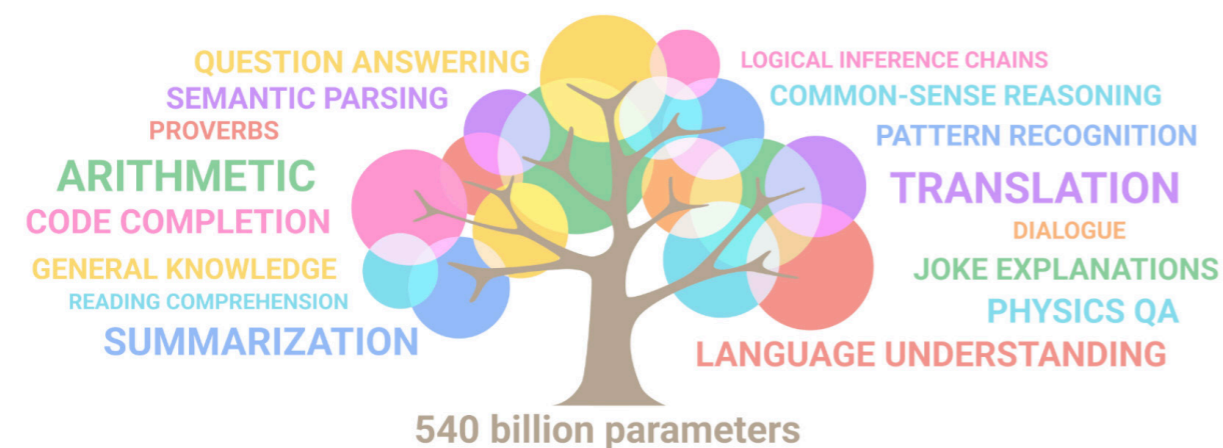 QUESTION ANSWERING
SEMANTIC PARSING
PROVERBS
ARITHMETIC
CODE COMPLETION
GENERAL KNOWLEDGE
READING COMPREHENSION
SUMMARIZATION
LOGICAL INFERENCE CHAINS
COMMON-SENSE REASONING
PATTERN RECOGNITION
TRANSLATION
DIALOGUE
JOKE EXPLANATIONS
PHYSICS QA
LANGUAGE UNDERSTANDING
540 billion parameters